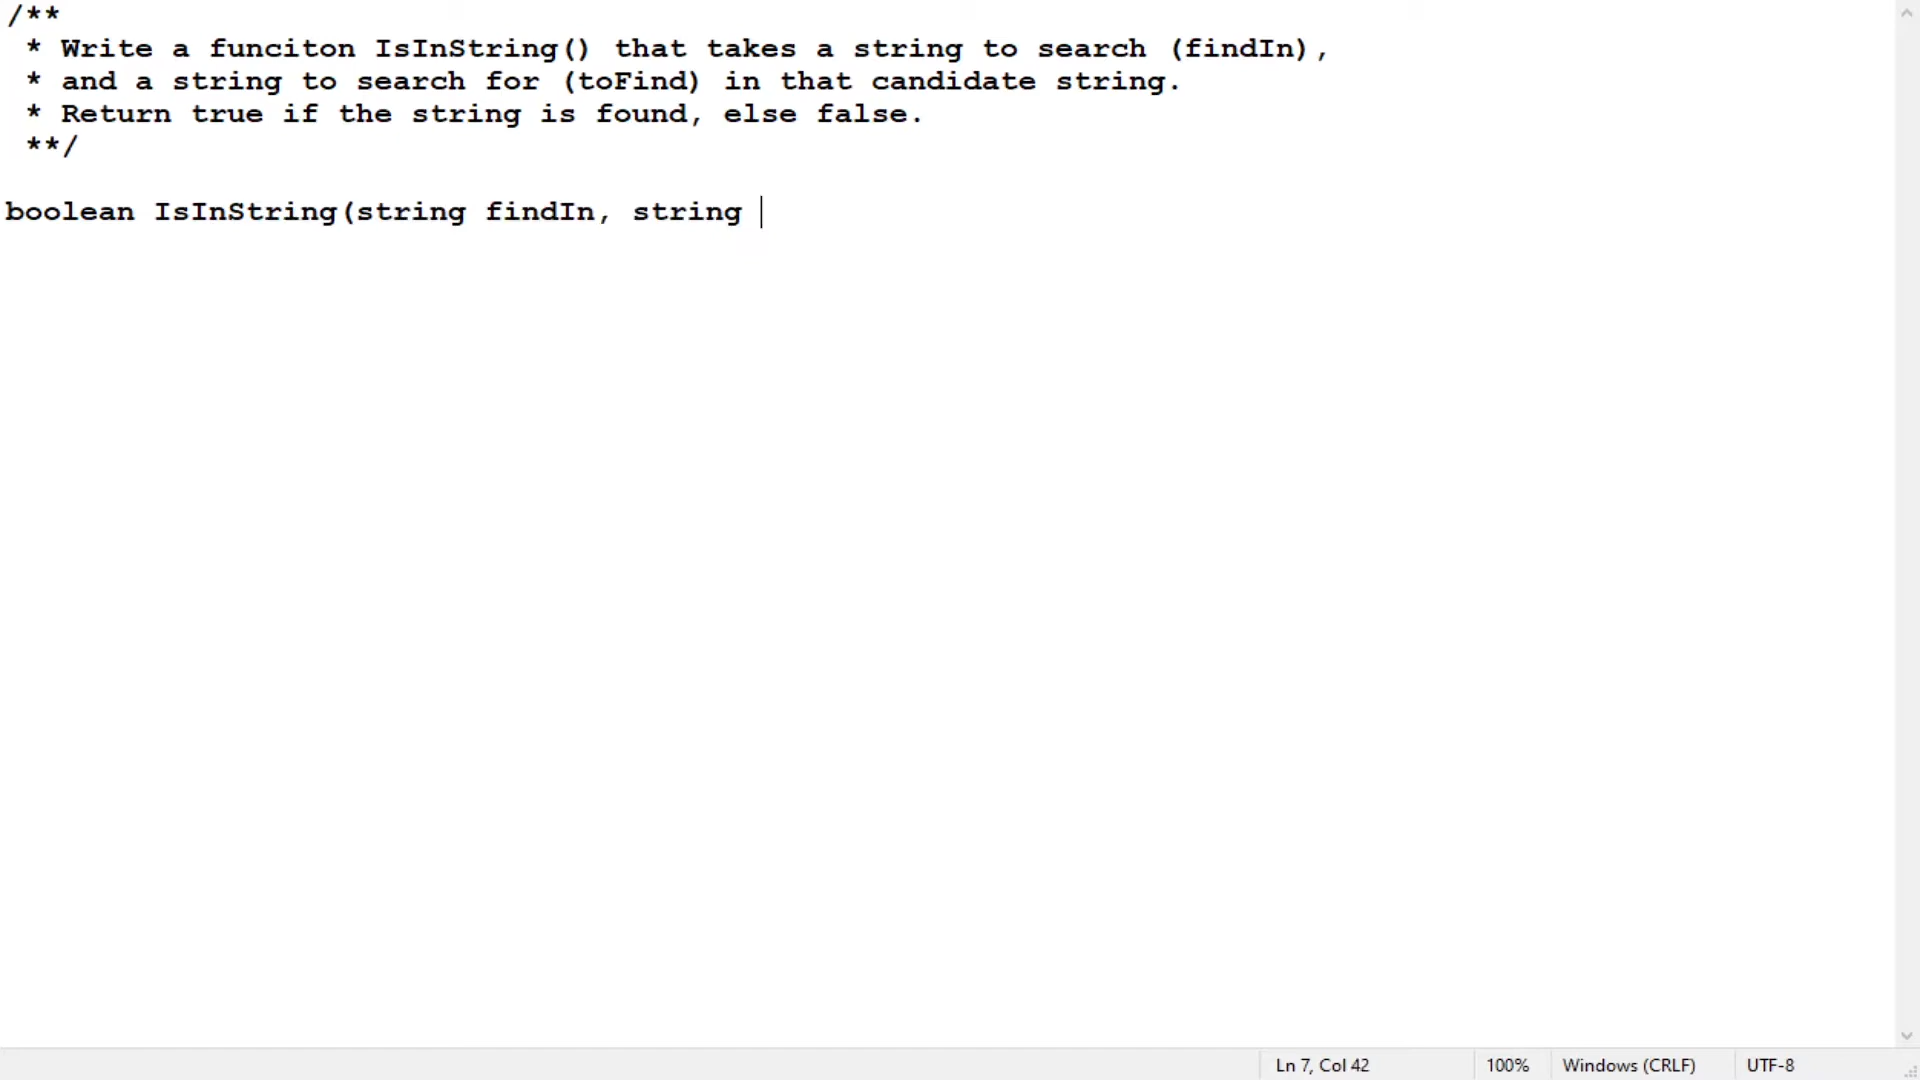 /**
* Write a funciton IsInString() that takes a string to search (findIn),
* and a string to search for (toFind) in that candidate string.
* Return true if the string is found, else false.
**/
boolean IsInString(string findIn, string
Ln 7, Col 42 100% Windows (CRLF) UTF-8